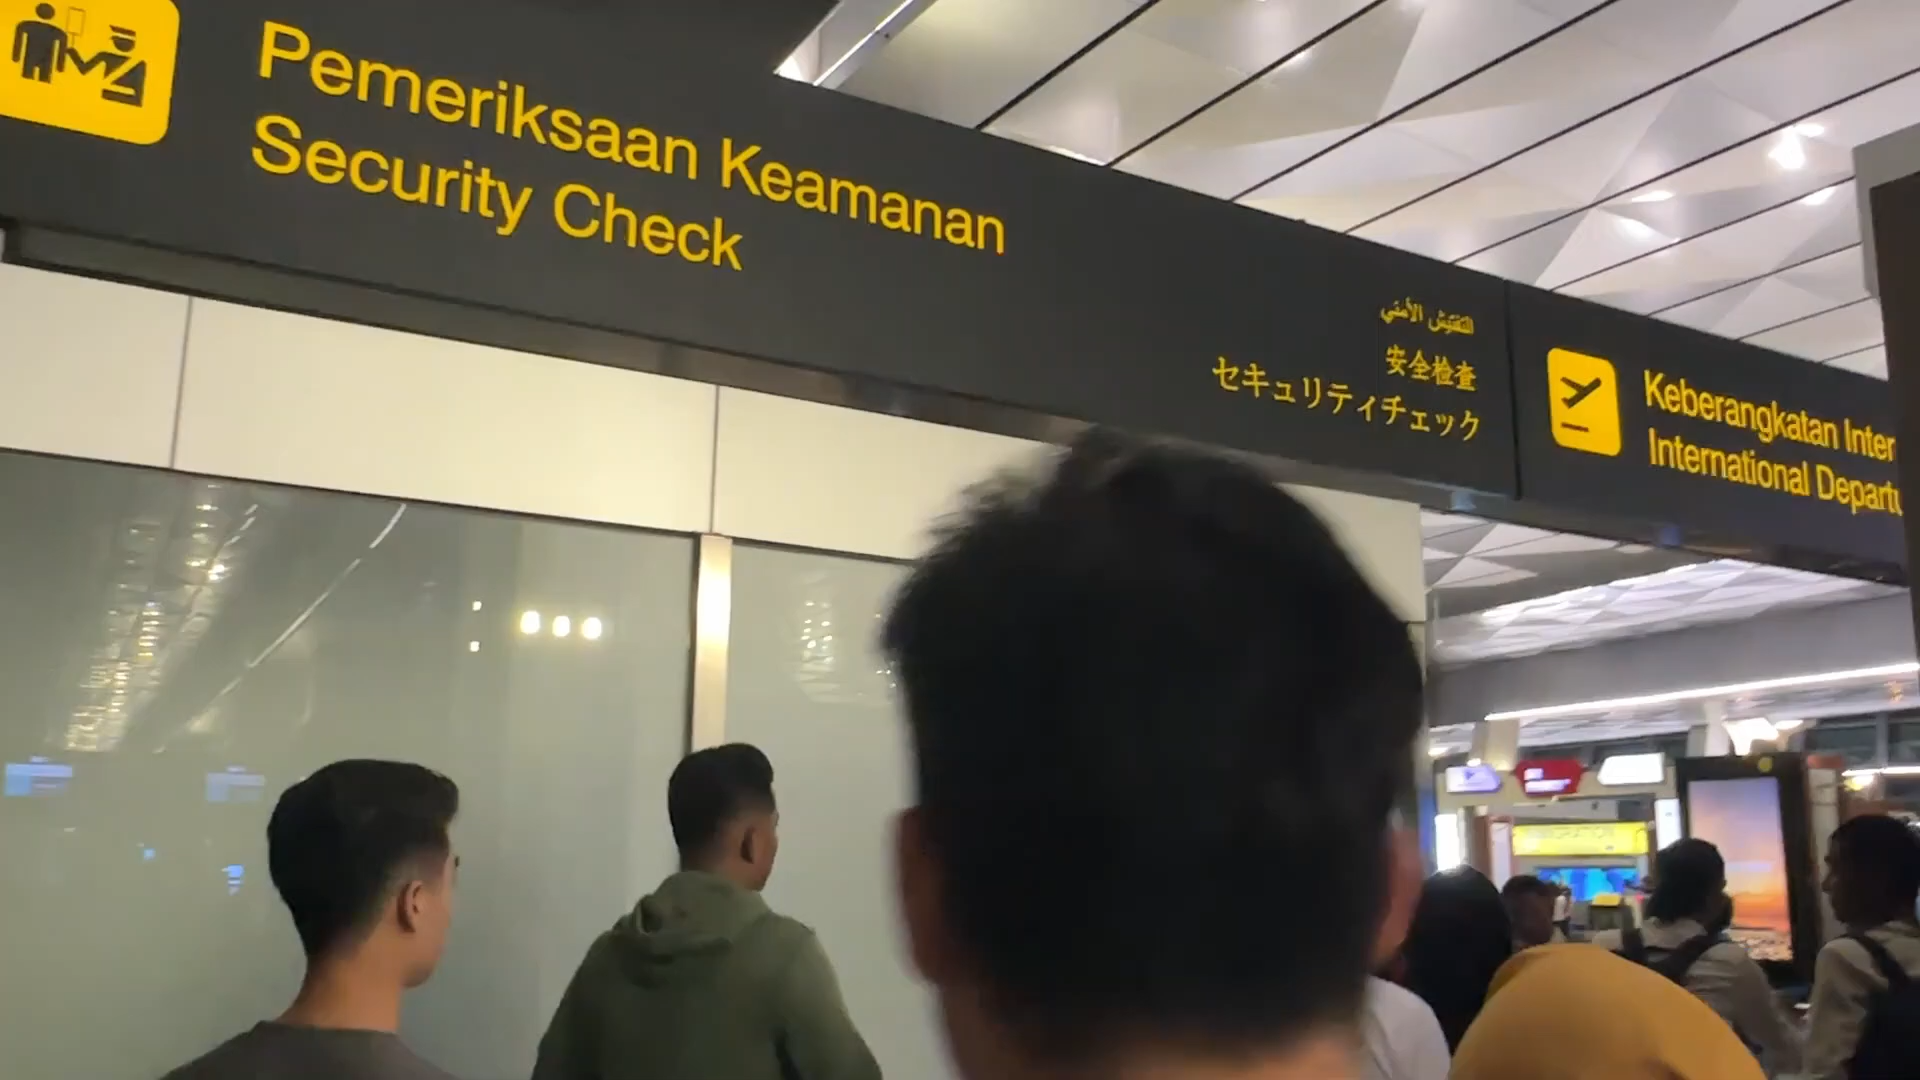 Pemeriksaan Keamanan
Security Check
التفتيش الأمني
安全检查
セキュリティチェック
Keberangkatan Inter
International Departu